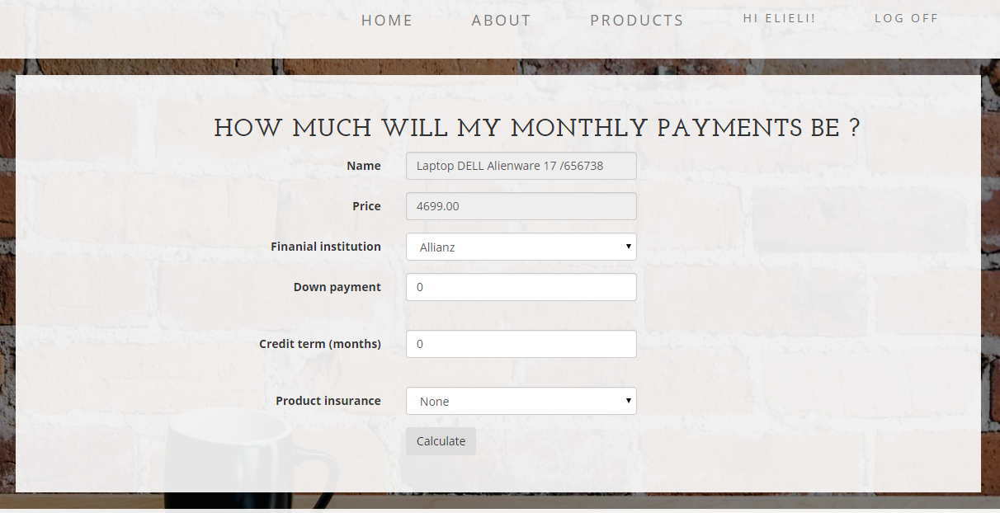 HOME ABOUT PRODUCTS HI ELIELI! LOG OFF
HOW MUCH WILL MY MONTHLY PAYMENTS BE ?
Name Laptop DELL Alienware 17 /656738
Price 4699.00
Finanial institution Allianz
Down payment 0
Credit term (months) 0
Product insurance None
Calculate